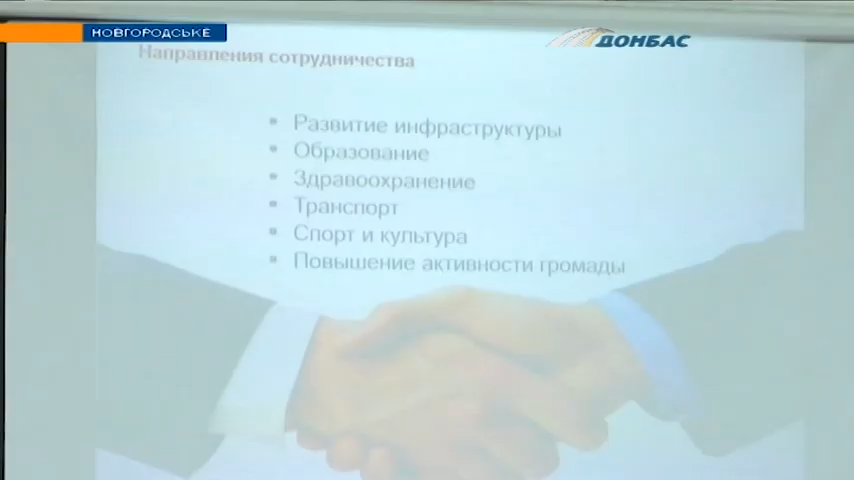 НОВГОРОДСЬКЕ
ДОНБАС
Направления сотрудничества
▪ Развитие инфраструктуры
▪ Образование
▪ Здравоохранение
▪ Транспорт
▪ Спорт и культура
▪ Повышение активности громады